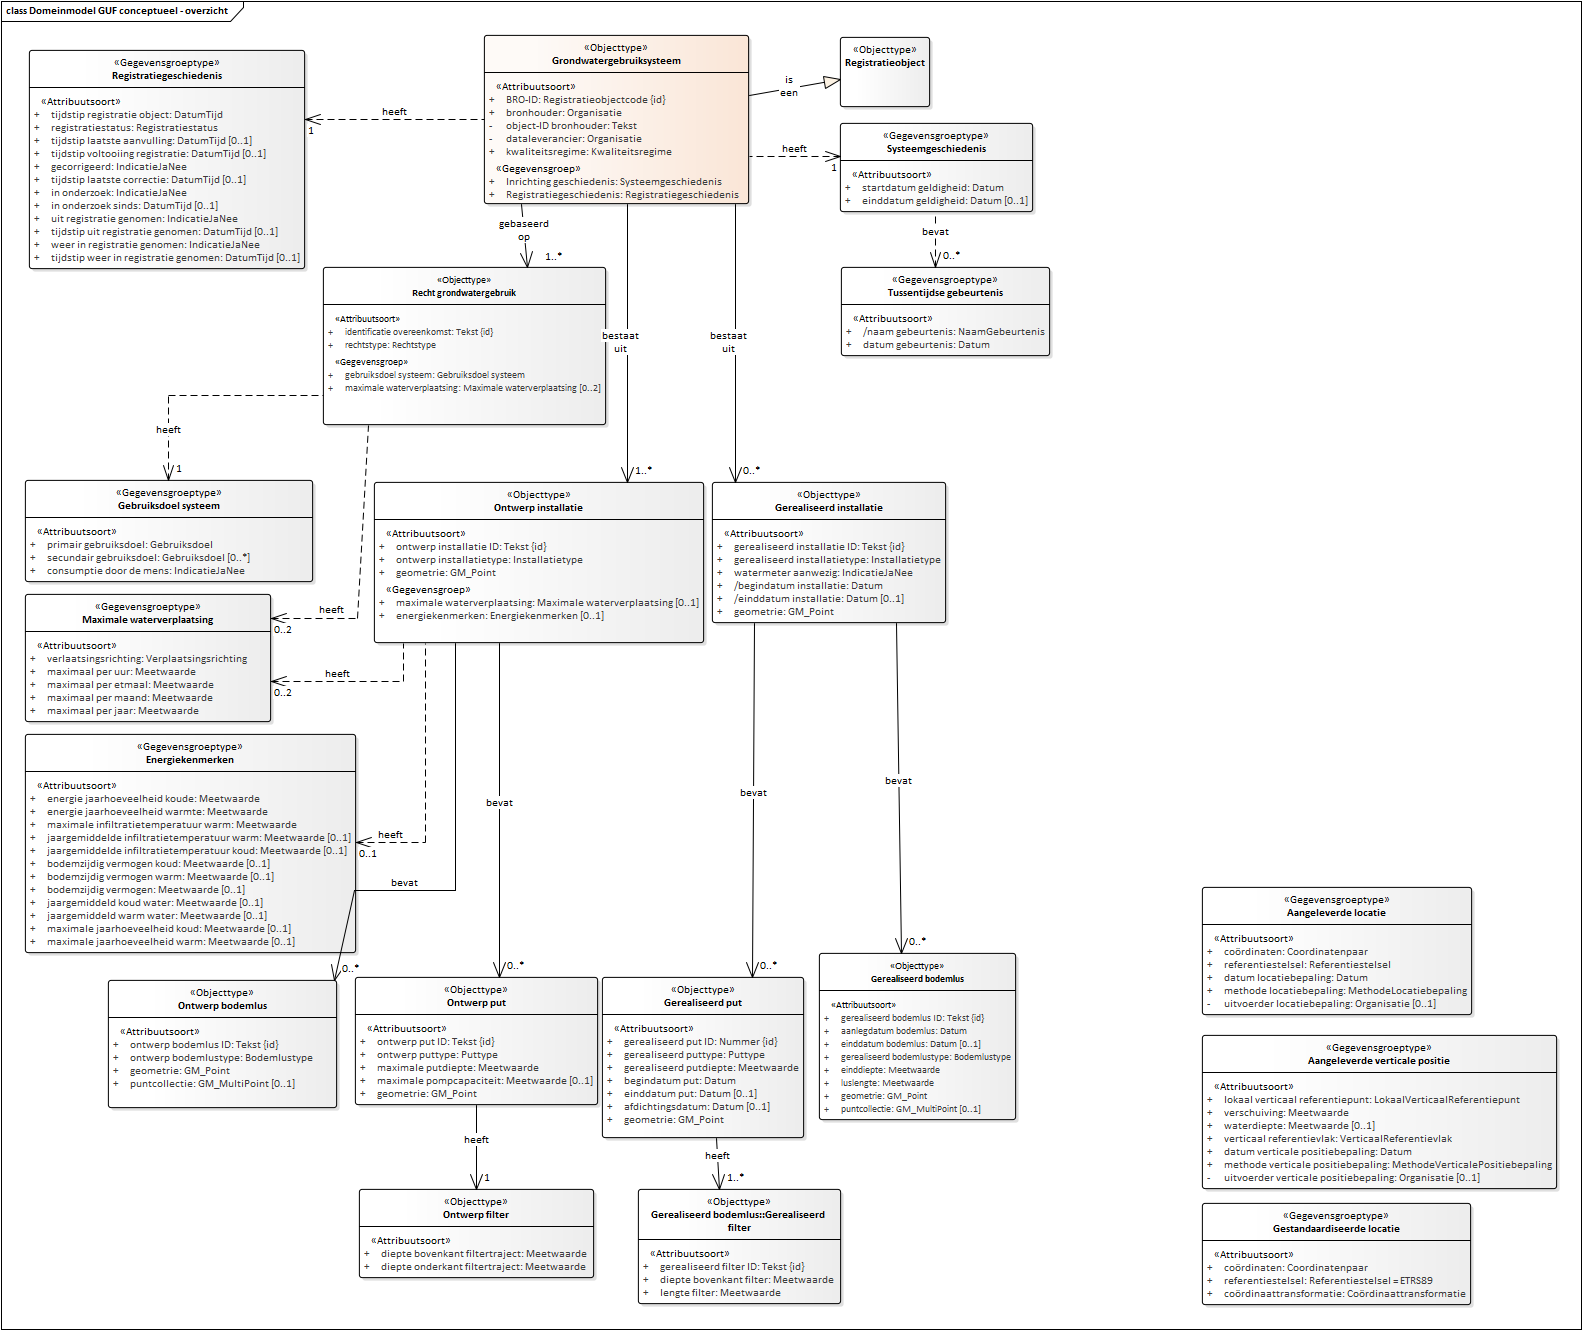 class Domeinmodel GUF conceptueel - overzicht
«Gegevensgroeptype»
Registratiegeschiedenis
«Attribuutsoort»
+ tijdstip registratie object: DatumTijd
+ registratiestatus: Registratiestatus
+ tijdstip laatste aanvulling: DatumTijd [0..1]
+ tijdstip voltooiing registratie: DatumTijd [0..1]
+ gecorrigeerd: IndicatieJaNee
+ tijdstip laatste correctie: DatumTijd [0..1]
+ in onderzoek: IndicatieJaNee
+ in onderzoek sinds: DatumTijd [0..1]
+ uit registratie genomen: IndicatieJaNee
+ tijdstip uit registratie genomen: DatumTijd [0..1]
+ weer in registratie genomen: IndicatieJaNee
+ tijdstip weer in registratie genomen: DatumTijd [0..1]
heeft
1
«Objecttype»
Grondwatergebruiksysteem
«Attribuutsoort»
+ BRO-ID: Registratieobjectcode {id}
+ bronhouder: Organisatie
- object-ID bronhouder: Tekst
- dataleverancier: Organisatie
+ kwaliteitsregime: Kwaliteitsregime
«Gegevensgroep»
+ Inrichting geschiedenis: Systeemgeschiedenis
+ Registratiegeschiedenis: Registratiegeschiedenis
is
een
«Objecttype»
Registratieobject
heeft
1
«Gegevensgroeptype»
Systeemgeschiedenis
«Attribuutsoort»
+ startdatum geldigheid: Datum
+ einddatum geldigheid: Datum [0..1]
bevat
0..*
«Gegevensgroeptype»
Tussentijdse gebeurtenis
«Attribuutsoort»
+ /naam gebeurtenis: NaamGebeurtenis
+ datum gebeurtenis: Datum
gebaseerd
op
1..*
«Objecttype»
Recht grondwatergebruik
«Attribuutsoort»
+ identificatie overeenkomst: Tekst {id}
+ rechtstype: Rechtstype
«Gegevensgroep»
+ gebruiksdoel systeem: Gebruiksdoel systeem
+ maximale waterverplaatsing: Maximale waterverplaatsing [0..2]
bestaat
uit
1..*
bestaat
uit
0..*
heeft
1
«Gegevensgroeptype»
Gebruiksdoel systeem
«Attribuutsoort»
+ primair gebruiksdoel: Gebruiksdoel
+ secundair gebruiksdoel: Gebruiksdoel [0..*]
+ consumptie door de mens: IndicatieJaNee
«Objecttype»
Ontwerp installatie
«Attribuutsoort»
+ ontwerp installatie ID: Tekst {id}
+ ontwerp installatietype: Installatietype
+ geometrie: GM_Point
«Gegevensgroep»
+ maximale waterverplaatsing: Maximale waterverplaatsing [0..1]
+ energiekenmerken: Energiekenmerken [0..1]
«Objecttype»
Gerealiseerd installatie
«Attribuutsoort»
+ gerealiseerd installatie ID: Tekst {id}
+ gerealiseerd installatietype: Installatietype
+ watermeter aanwezig: IndicatieJaNee
+ /begindatum installatie: Datum
+ /einddatum installatie: Datum [0..1]
+ geometrie: GM_Point
«Gegevensgroeptype»
Maximale waterverplaatsing
«Attribuutsoort»
+ verlaatsingsrichting: Verplaatsingsrichting
+ maximaal per uur: Meetwaarde
+ maximaal per etmaal: Meetwaarde
+ maximaal per maand: Meetwaarde
+ maximaal per jaar: Meetwaarde
heeft
0..2
heeft
0..2
«Gegevensgroeptype»
Energiekenmerken
«Attribuutsoort»
+ energie jaarhoeveelheid koude: Meetwaarde
+ energie jaarhoeveelheid warmte: Meetwaarde
+ maximale infiltratietemperatuur warm: Meetwaarde
+ jaargemiddelde infiltratietemperatuur warm: Meetwaarde [0..1]
+ jaargemiddelde infiltratietemperatuur koud: Meetwaarde [0..1]
+ bodemzijdig vermogen koud: Meetwaarde [0..1]
+ bodemzijdig vermogen warm: Meetwaarde [0..1]
+ bodemzijdig vermogen: Meetwaarde [0..1]
+ jaargemiddeld koud water: Meetwaarde [0..1]
+ jaargemiddeld warm water: Meetwaarde [0..1]
+ maximale jaarhoeveelheid koud: Meetwaarde [0..1]
+ maximale jaarhoeveelheid warm: Meetwaarde [0..1]
heeft
0..1
bevat
0..*
bevat
0..*
bevat
0..*
bevat
0..*
«Objecttype»
Ontwerp bodemlus
«Attribuutsoort»
+ ontwerp bodemlus ID: Tekst {id}
+ ontwerp bodemlustype: Bodemlustype
+ geometrie: GM_Point
+ puntcollectie: GM_MultiPoint [0..1]
«Objecttype»
Ontwerp put
«Attribuutsoort»
+ ontwerp put ID: Tekst {id}
+ ontwerp puttype: Puttype
+ maximale putdiepte: Meetwaarde
+ maximale pompcapaciteit: Meetwaarde [0..1]
+ geometrie: GM_Point
«Objecttype»
Gerealiseerd put
«Attribuutsoort»
+ gerealiseerd put ID: Nummer {id}
+ gerealiseerd puttype: Puttype
+ gerealiseerd putdiepte: Meetwaarde
+ begindatum put: Datum
+ einddatum put: Datum [0..1]
+ afdichtingsdatum: Datum [0..1]
+ geometrie: GM_Point
«Objecttype»
Gerealiseerd bodemlus
«Attribuutsoort»
+ gerealiseerd bodemlus ID: Tekst {id}
+ aanlegdatum bodemlus: Datum
+ einddatum bodemlus: Datum [0..1]
+ gerealiseerd bodemlustype: Bodemlustype
+ einddiepte: Meetwaarde
+ luslengte: Meetwaarde
+ geometrie: GM_Point
+ puntcollectie: GM_MultiPoint [0..1]
heeft
1
«Objecttype»
Ontwerp filter
«Attribuutsoort»
+ diepte bovenkant filtertraject: Meetwaarde
+ diepte onderkant filtertraject: Meetwaarde
heeft
1..*
«Objecttype»
Gerealiseerd bodemlus::Gerealiseerd
filter
«Attribuutsoort»
+ gerealiseerd filter ID: Tekst {id}
+ diepte bovenkant filter: Meetwaarde
+ lengte filter: Meetwaarde
«Gegevensgroeptype»
Aangeleverde locatie
«Attribuutsoort»
+ coördinaten: Coordinatenpaar
+ referentiestelsel: Referentiestelsel
+ datum locatiebepaling: Datum
+ methode locatiebepaling: MethodeLocatiebepaling
- uitvoerder locatiebepaling: Organisatie [0..1]
«Gegevensgroeptype»
Aangeleverde verticale positie
«Attribuutsoort»
+ lokaal verticaal referentiepunt: LokaalVerticaalReferentiepunt
+ verschuiving: Meetwaarde
+ waterdiepte: Meetwaarde [0..1]
+ verticaal referentievlak: VerticaalReferentievlak
+ datum verticale positiebepaling: Datum
+ methode verticale positiebepaling: MethodeVerticalePositiebepaling
- uitvoerder verticale positiebepaling: Organisatie [0..1]
«Gegevensgroeptype»
Gestandaardiseerde locatie
«Attribuutsoort»
+ coördinaten: Coordinatenpaar
+ referentiestelsel: Referentiestelsel = ETRS89
+ coördinaattransformatie: Coördinaattransformatie